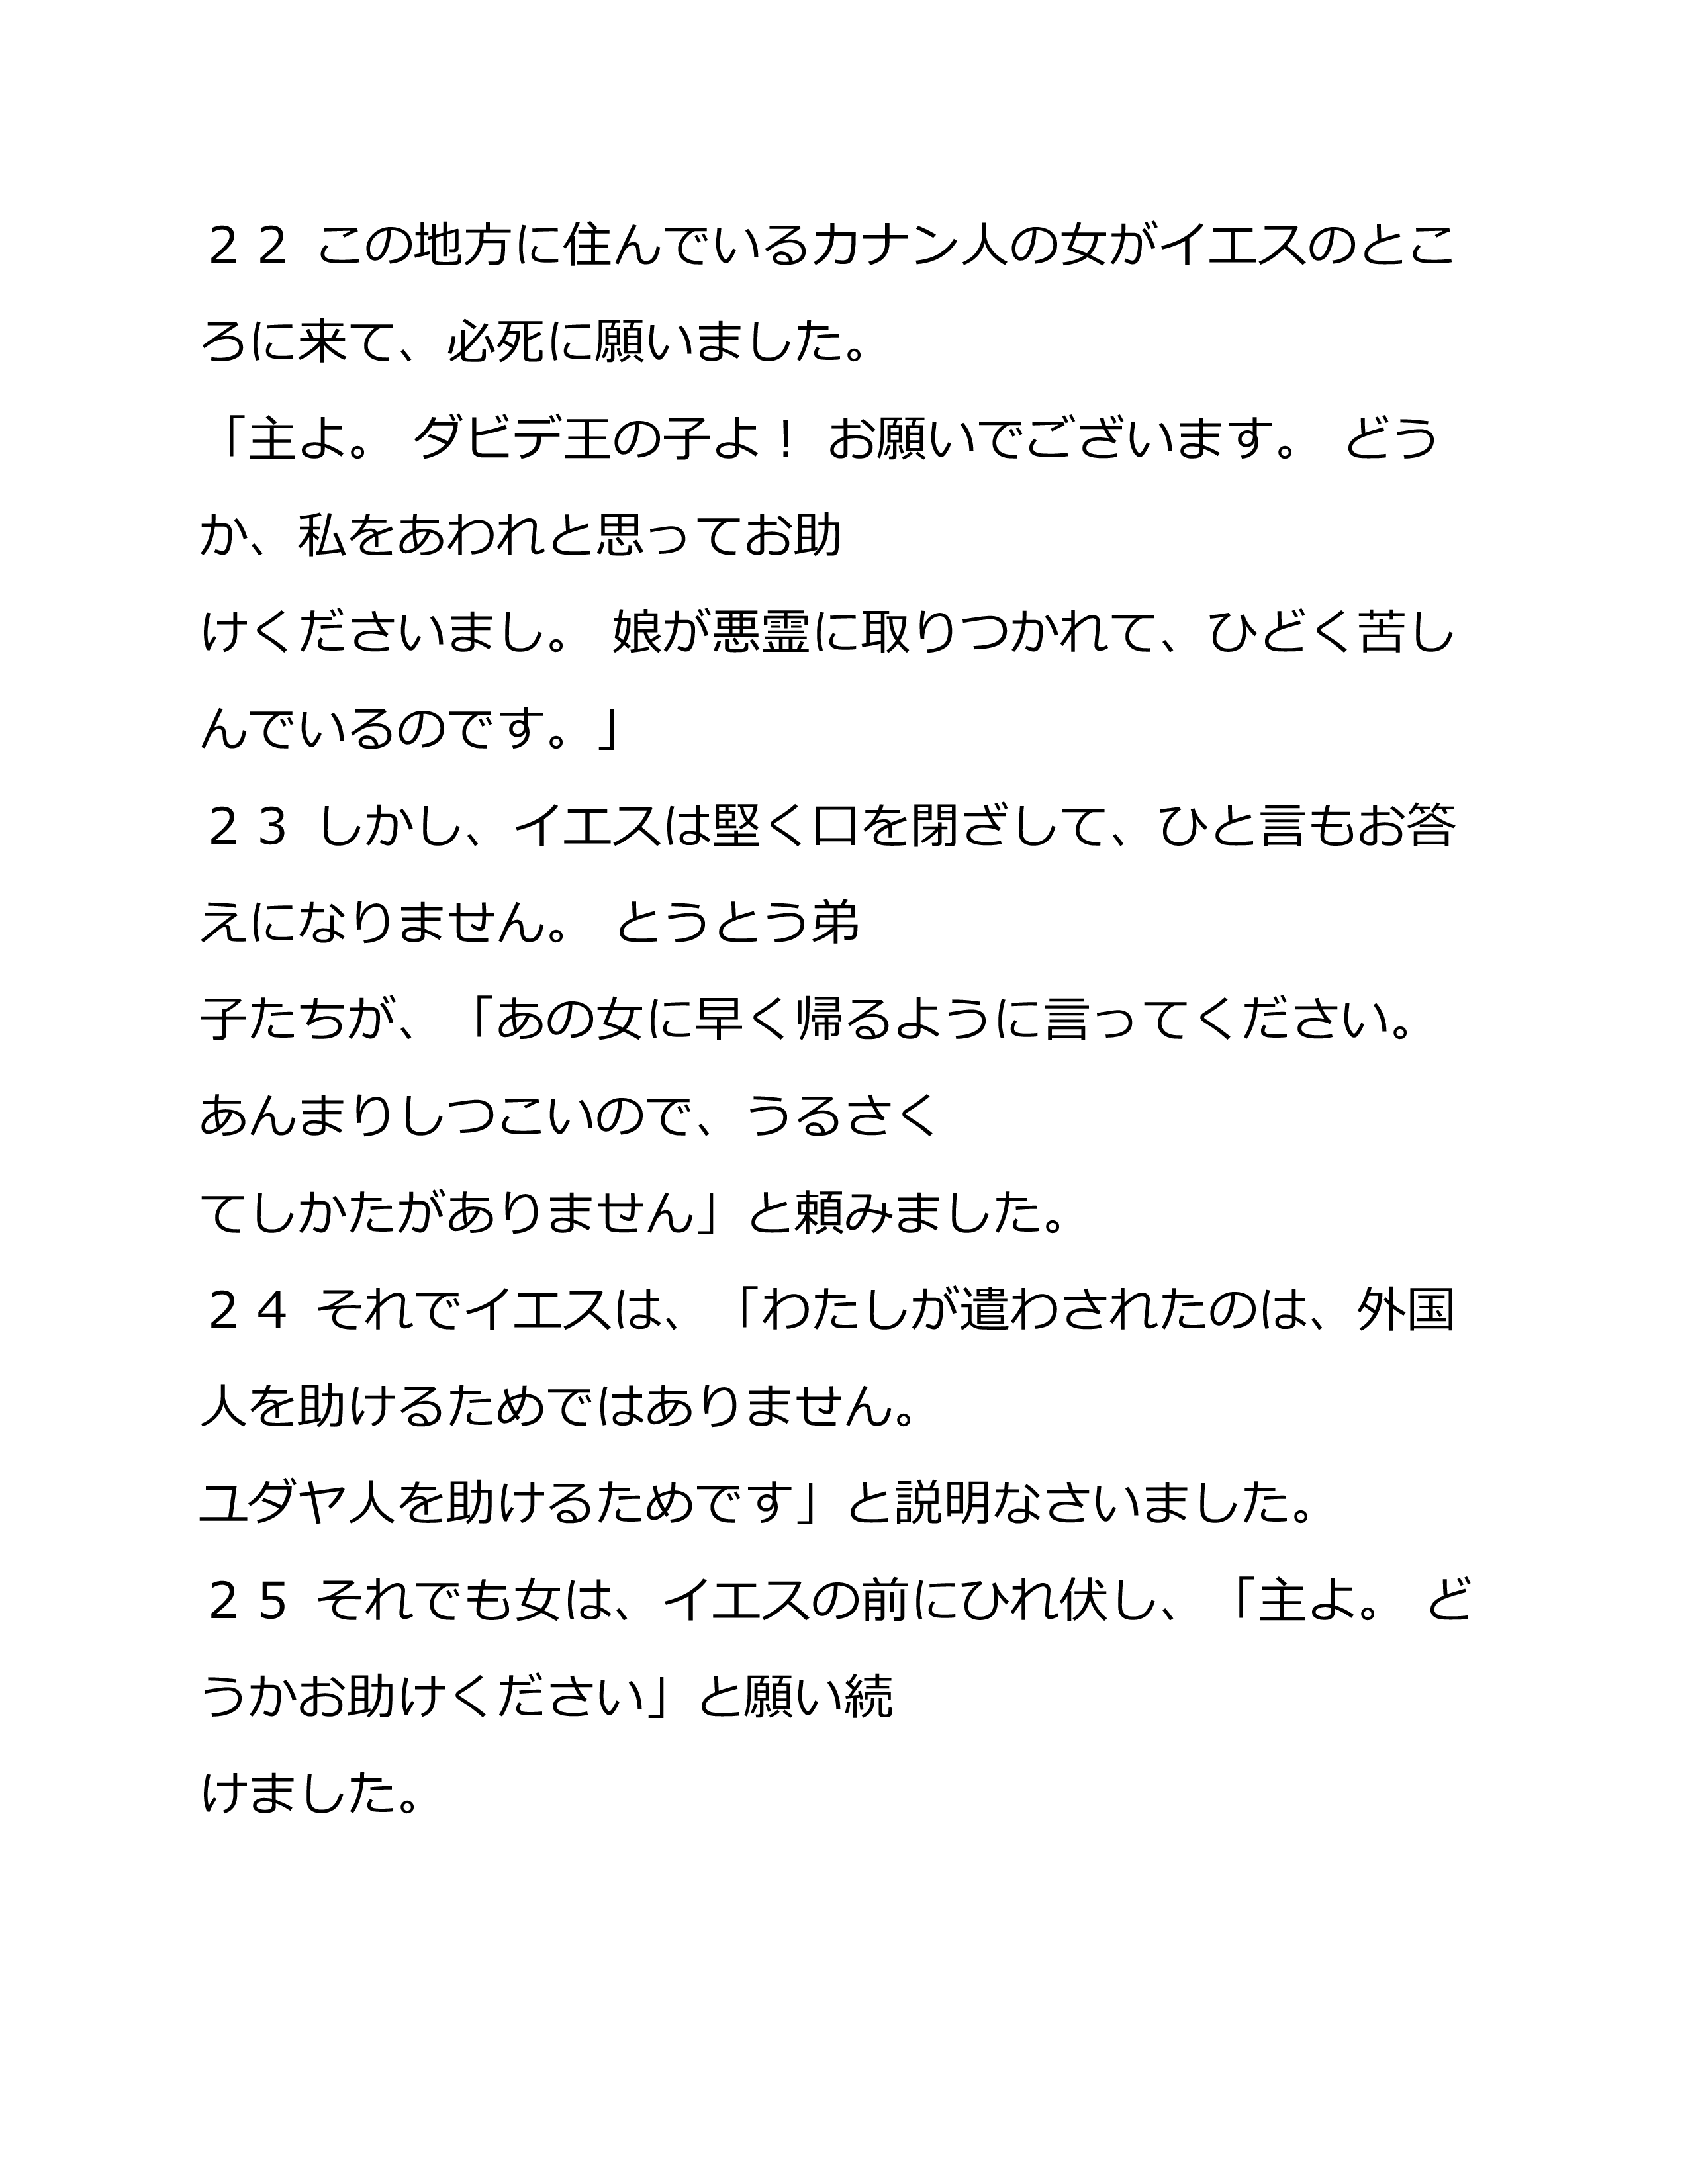 ２２ この地方に住んでいるカナン人の女がイエスのとこ
ろに来て、必死に願いました。
「主よ。 ダビデ王の子よ！ お願いでございます。 どう
か、私をあわれと思ってお助
けくださいまし。 娘が悪霊に取りつかれて、ひどく苦し
んでいるのです。」
２３ しかし、イエスは堅く口を閉ざして、ひと言もお答
えになりません。 とうとう弟
子たちが、「あの女に早く帰るように言ってください。
あんまりしつこいので、うるさく
てしかたがありません」と頼みました。
２４ それでイエスは、「わたしが遣わされたのは、外国
人を助けるためではありません。
ユダヤ人を助けるためです」と説明なさいました。
２５ それでも女は、イエスの前にひれ伏し、「主よ。 ど
うかお助けください」と願い続
けました。